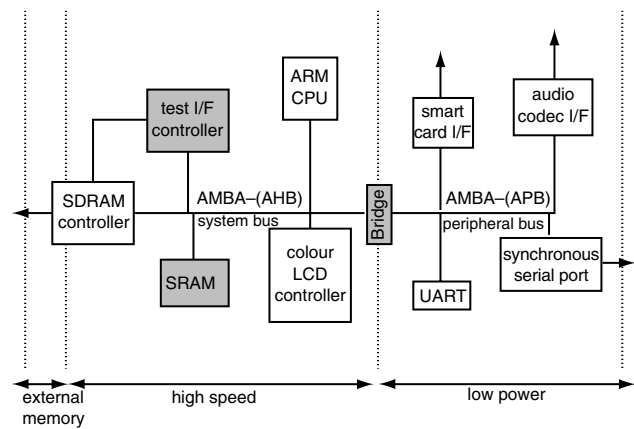 ARM
CPU
test I/F
controller
smart
card I/F
audio
codec I/F
SDRAM
controller
AMBA–(AHB)
system bus
Bridge
AMBA–(APB)
peripheral bus
SRAM
colour
LCD
controller
UART
synchronous
serial port
external
memory
high speed
low power